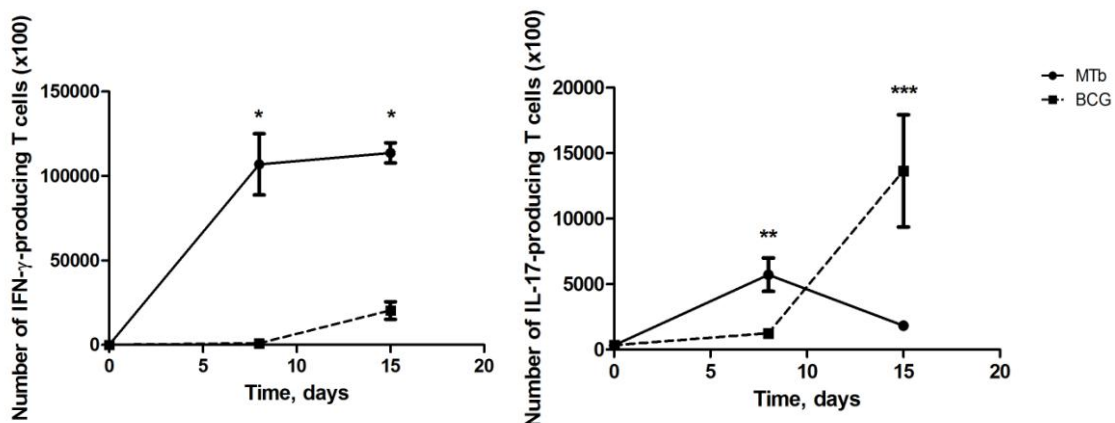 Number of IFN-γ-producing T cells (x100)
150000
100000
50000
0
* *
0 5 10 15 20
Time, days
Number of IL-17-producing T cells (x100)
20000
15000
10000
5000
0
***
**
0 5 10 15 20
Time, days
MTb
BCG